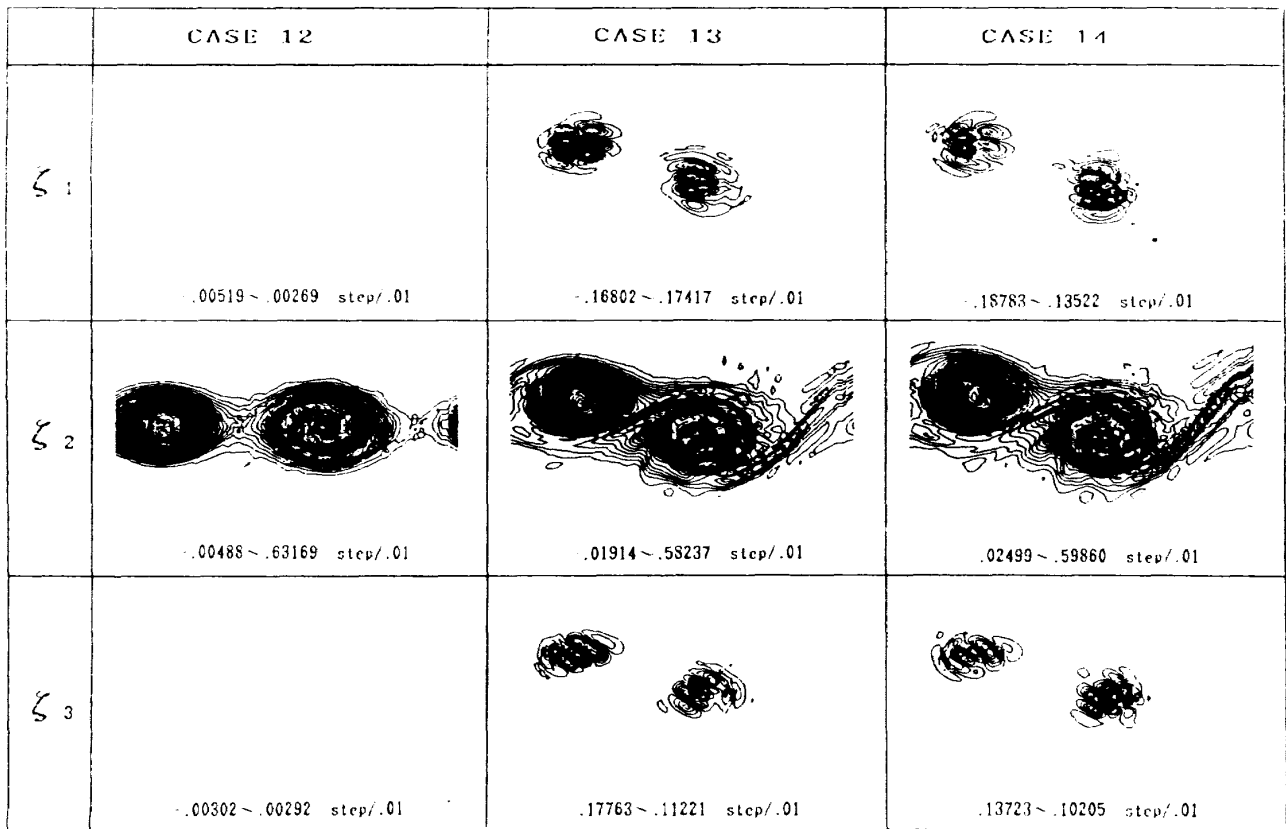 CASE 12 CASE 13 CASE 14
ζ 1
-.00519 ~ .00269 step/.01 -.16802 ~ .17417 step/.01 -.18783 ~ .13522 step/.01
ζ 2
-.00488 ~ .63169 step/.01 -.01914 ~ .58237 step/.01 .02499 ~ .59860 step/.01
ζ 3
-.00302 ~ .00292 step/.01 .17763 ~ .11221 step/.01 .13723 ~ .10205 step/.01